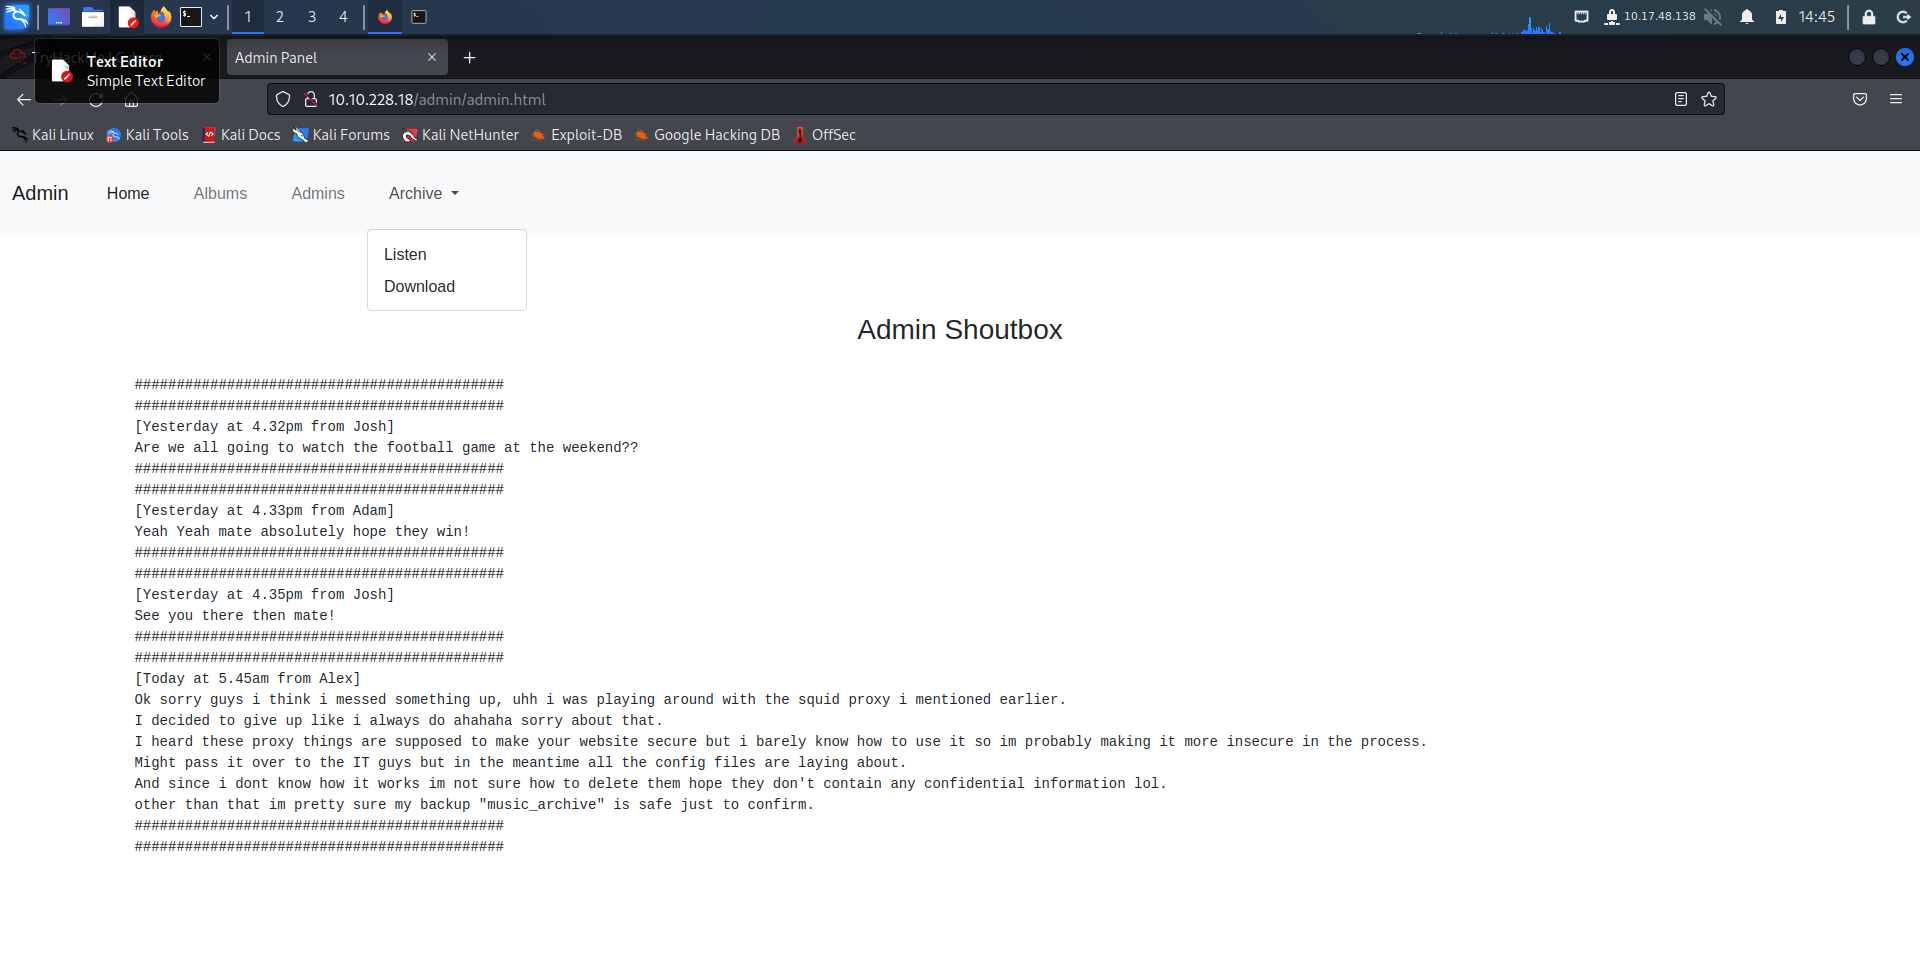 1 2 3 4 10.17.48.138 14:45
Text Editor
Simple Text Editor
Admin Panel
10.10.228.18/admin/admin.html
Kali Linux Kali Tools Kali Docs Kali Forums Kali NetHunter Exploit-DB Google Hacking DB OffSec
Admin Home Albums Admins Archive
Listen
Download
Admin Shoutbox
############################################
############################################
[Yesterday at 4.32pm from Josh]
Are we all going to watch the football game at the weekend??
############################################
############################################
[Yesterday at 4.33pm from Adam]
Yeah Yeah mate absolutely hope they win!
############################################
############################################
[Yesterday at 4.35pm from Josh]
See you there then mate!
############################################
############################################
[Today at 5.45am from Alex]
Ok sorry guys i think i messed something up, uhh i was playing around with the squid proxy i mentioned earlier.
I decided to give up like i always do ahahaha sorry about that.
I heard these proxy things are supposed to make your website secure but i barely know how to use it so im probably making it more insecure in the process.
Might pass it over to the IT guys but in the meantime all the config files are laying about.
And since i dont know how it works im not sure how to delete them hope they don't contain any confidential information lol.
other than that im pretty sure my backup "music_archive" is safe just to confirm.
############################################
############################################